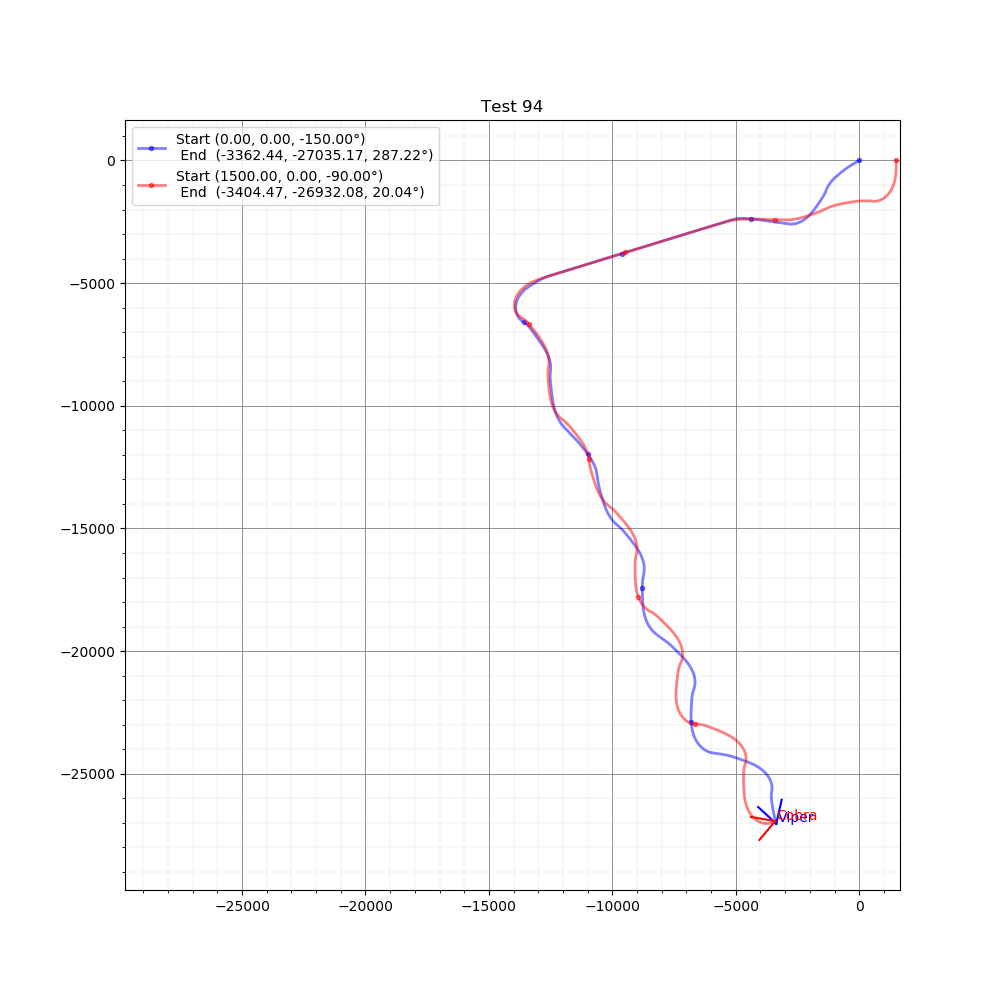 Test 94
Start (0.00, 0.00, -150.00°)
End (-3362.44, -27035.17, 287.22°)
Start (1500.00, 0.00, -90.00°)
End (-3404.47, -26932.08, 20.04°)
0
−5000
−10000
−15000
−20000
−25000
Cobra
Viper
−25000
−20000
−15000
−10000
−5000
0